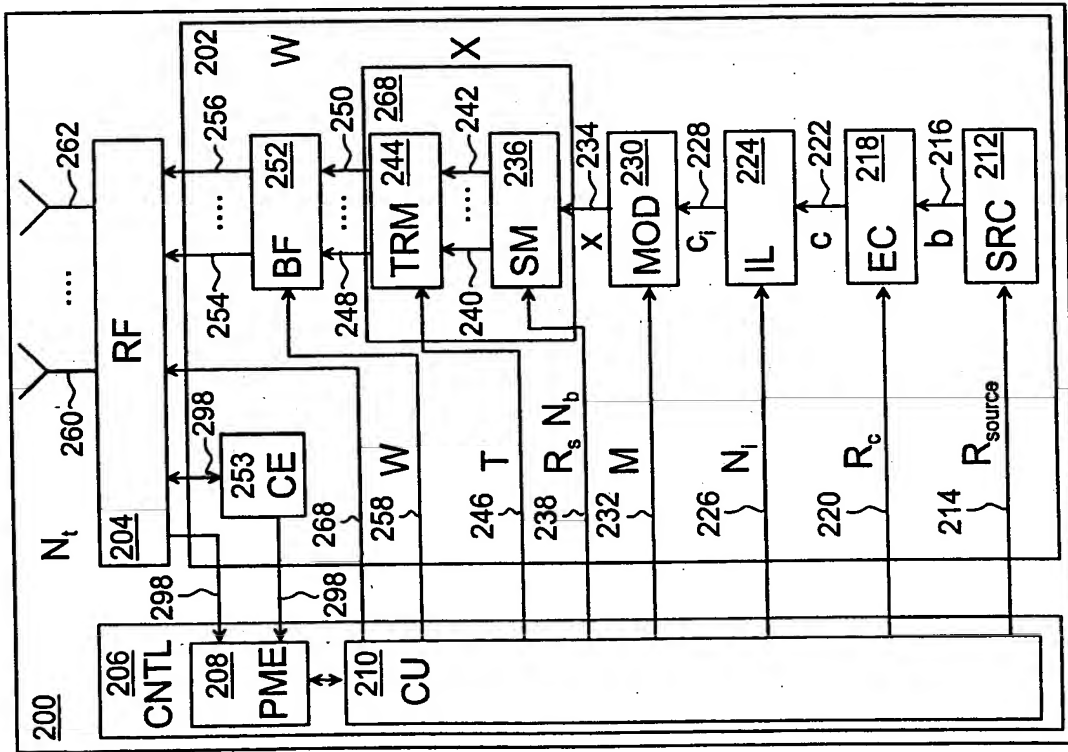 200
N_t
260
....
262
204
RF
298
298
253
CE
298
268
206
CNTL
208
PME
210
CU
202
W
254
....
256
BF
252
W
258
248
....
250
268
X
TRM
244
T
246
240
....
242
SM
236
R_s N_b
238
x
234
MOD
230
M
232
c_i
228
IL
224
N_i
226
c
222
EC
218
R_c
220
b
216
SRC
212
R_source
214